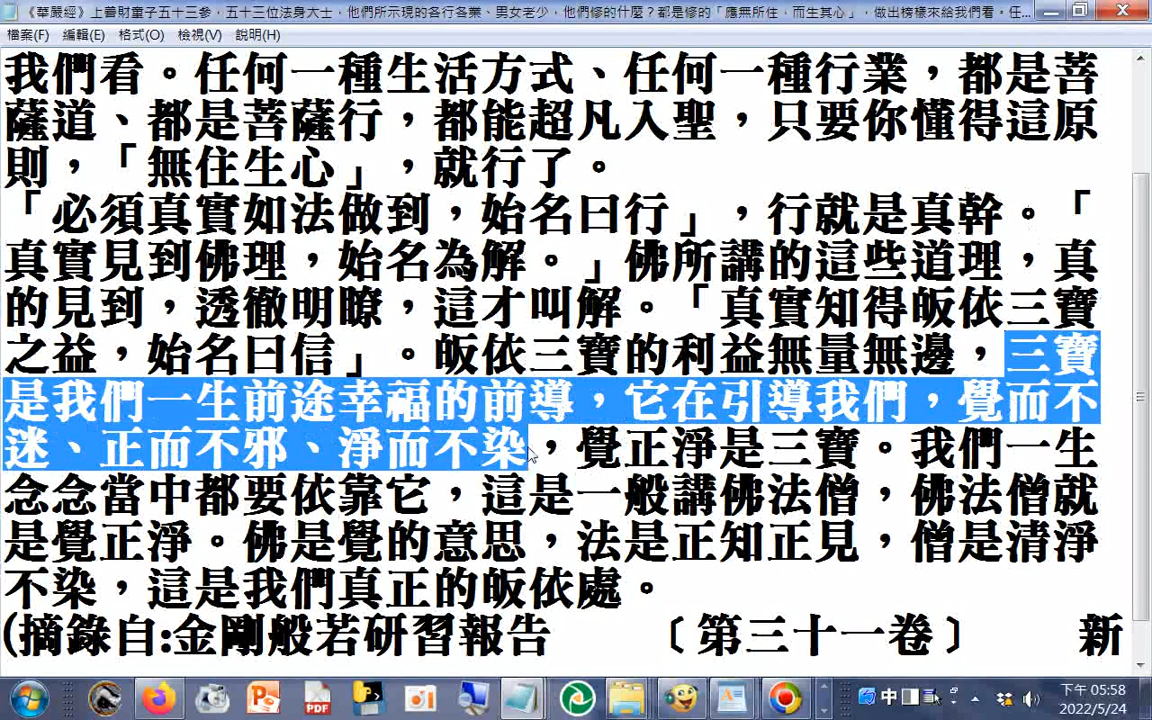 《華嚴經》上善財童子五十三參，五十三位法身大士，他們所示現的各行各業、男女老少，他們修的什麼？都是修的「應無所住，而生其心」，做出榜樣來給我們看。任...
檔案(F) 編輯(E) 格式(O) 檢視(V) 說明(H)
我們看。任何一種生活方式、任何一種行業，都是菩
薩道、都是菩薩行，都能超凡入聖，只要你懂得這原
則，「無住生心」，就行了。
「必須真實如法做到，始名曰行」，行就是真幹。「
真實見到佛理，始名為解。」佛所講的這些道理，真
的見到，透徹明瞭，這才叫解。「真實知得皈依三寶
之益，始名曰信」。皈依三寶的利益無量無邊，三寶
是我們一生前途幸福的前導，它在引導我們，覺而不
迷、正而不邪、淨而不染，覺正淨是三寶。我們一生
念念當中都要依靠它，這是一般講佛法僧，佛法僧就
是覺正淨。佛是覺的意思，法是正知正見，僧是清淨
不染，這是我們真正的皈依處。
(摘錄自:金剛般若研習報告 〔第三十一卷〕 新
PDF
中
下午 05:58
2022/5/24